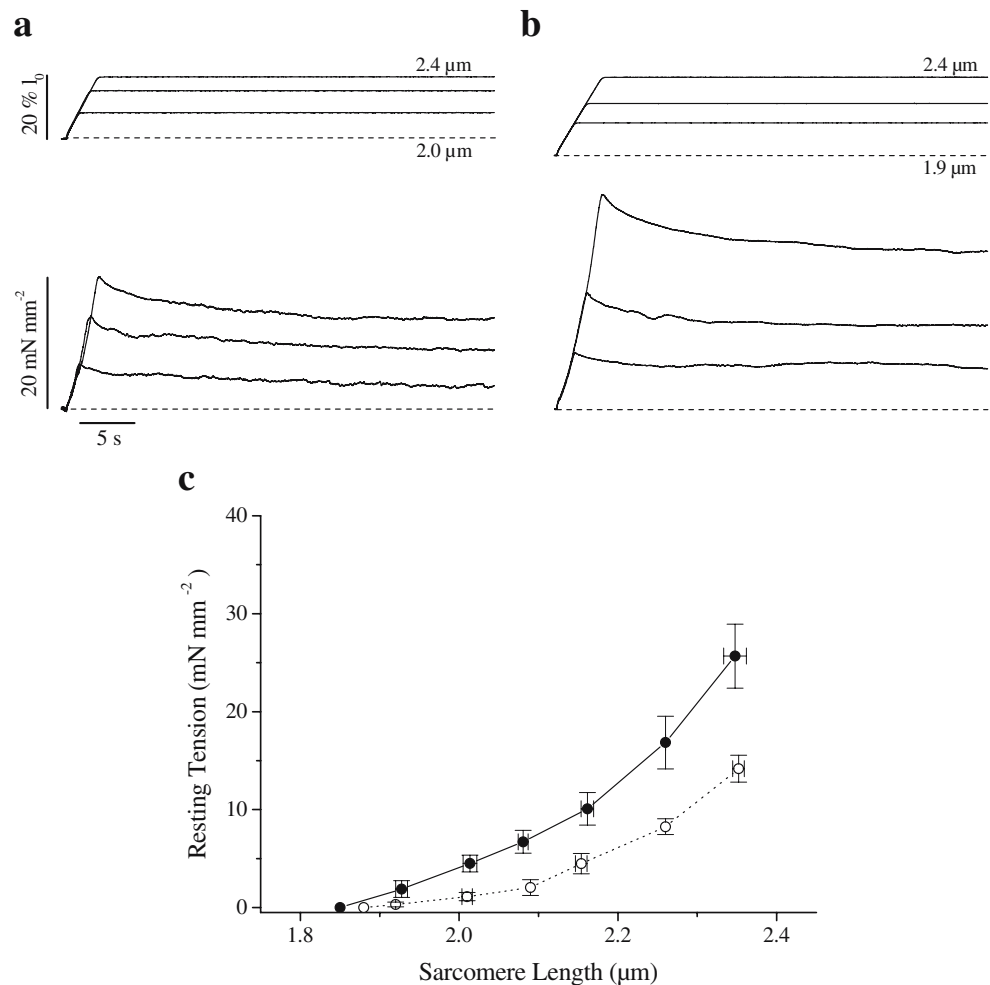 a
b
20 % l₀
2.4 µm
2.0 µm
2.4 µm
1.9 µm
20 mN mm⁻²
5 s
c
Resting Tension (mN mm⁻²)
40
30
20
10
0
1.8
2.0
2.2
2.4
Sarcomere Length (µm)